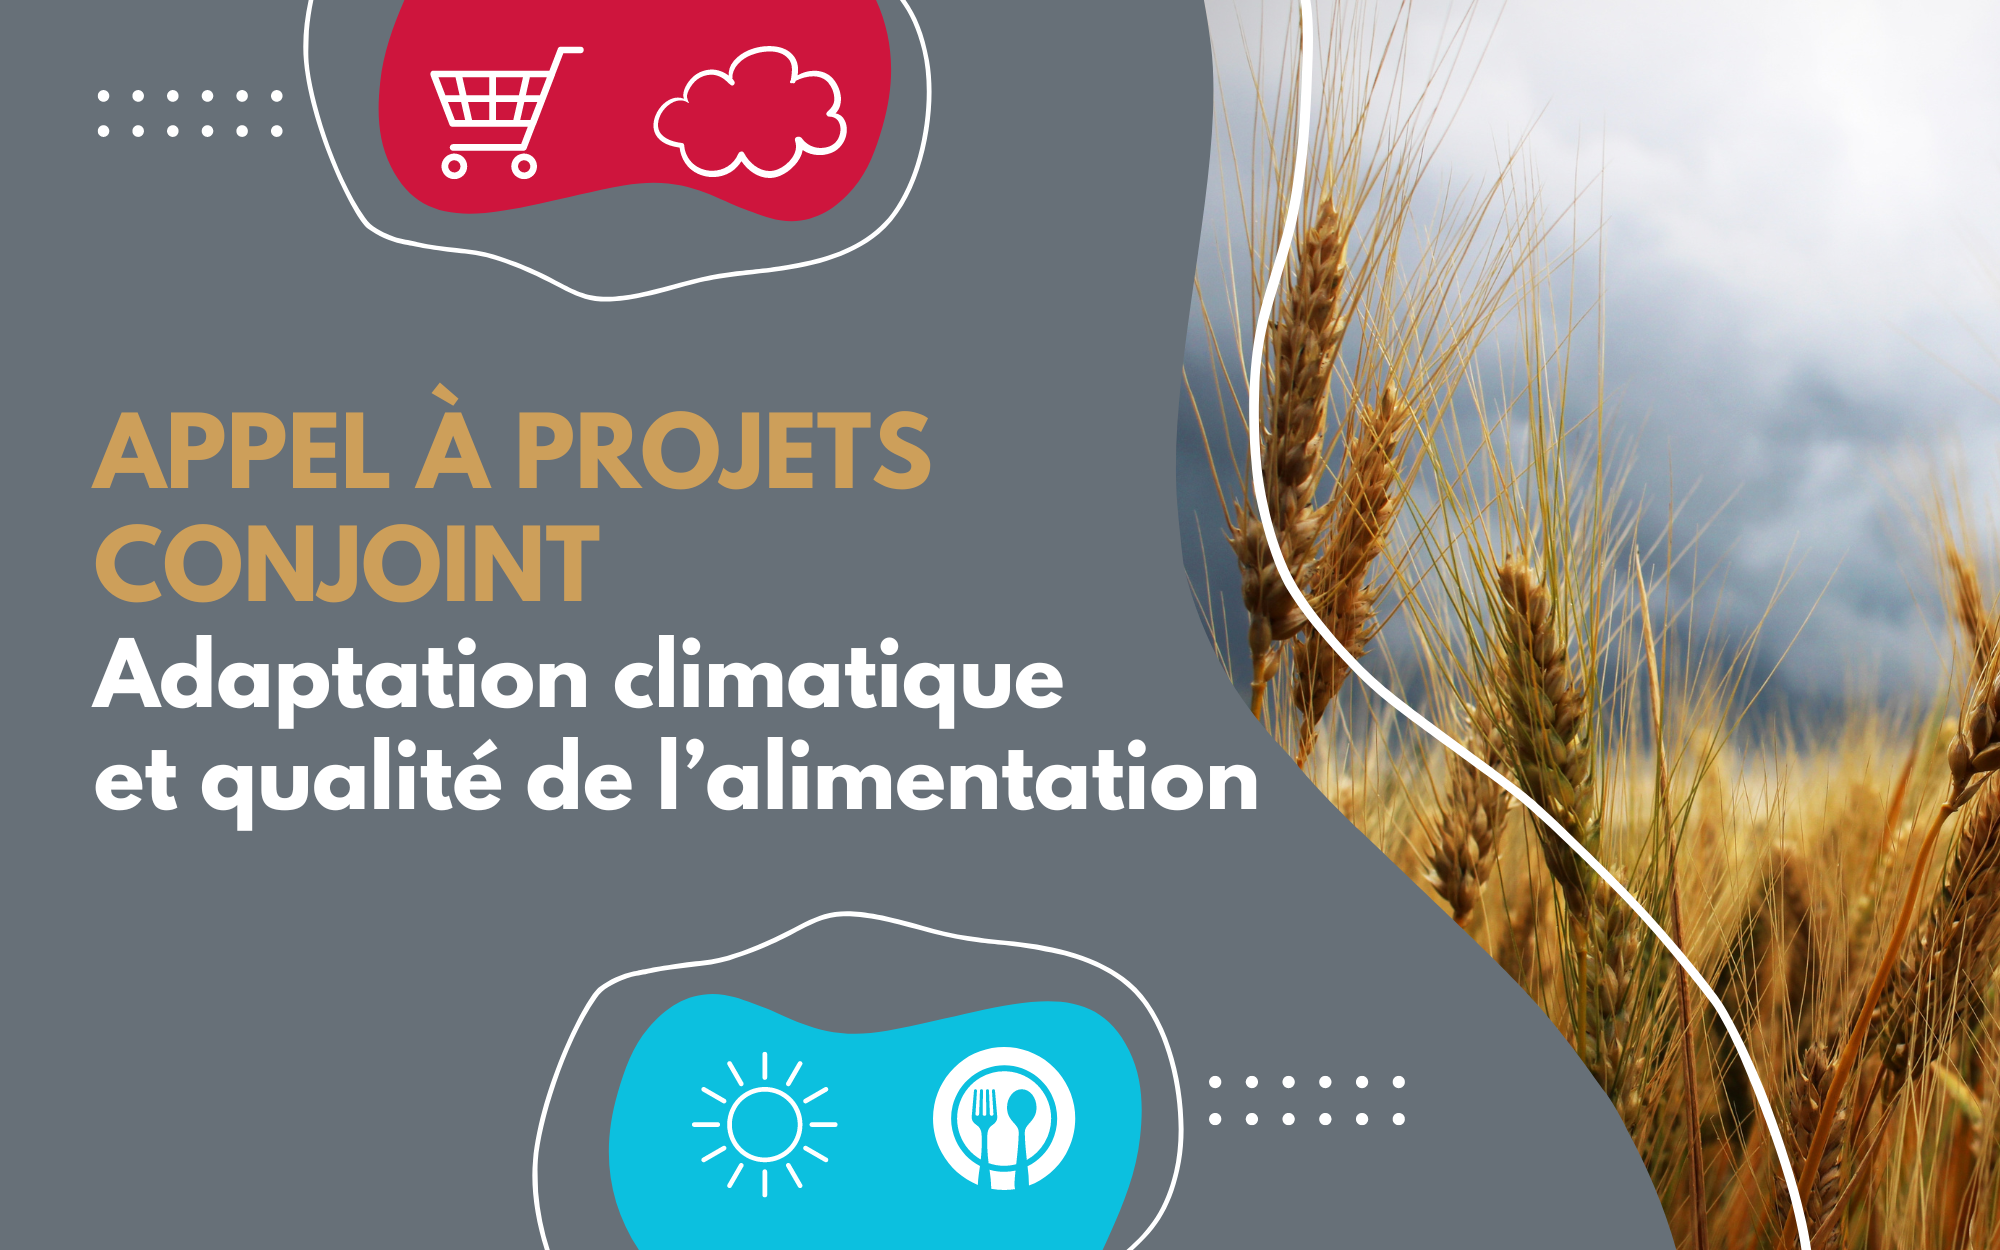 APPEL À PROJETS
CONJOINT
Adaptation climatique
et qualité de l’alimentation